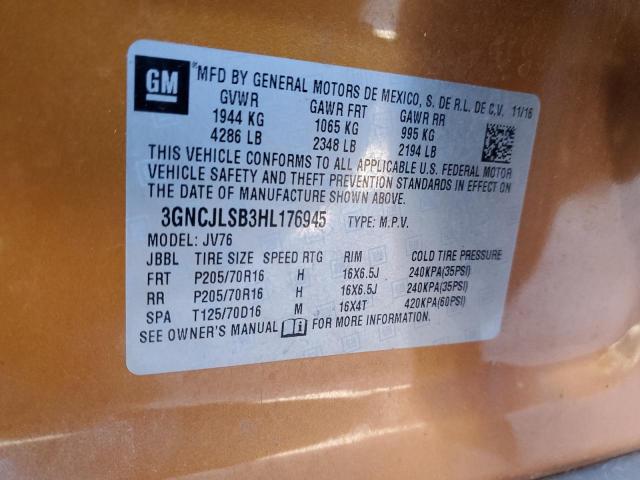 GM
MFD BY GENERAL MOTORS DE MEXICO, S. DE R.L. DE C.V. 11/16
GVWR GAWR FRT GAWR RR
1944 KG 1065 KG 995 KG
4286 LB 2348 LB 2194 LB
THIS VEHICLE CONFORMS TO ALL APPLICABLE U.S. FEDERAL MOTOR
VEHICLE SAFETY AND THEFT PREVENTION STANDARDS IN EFFECT ON
THE DATE OF MANUFACTURE SHOWN ABOVE.
3GNCJLSB3HL176945 TYPE: M.P.V.
MODEL: JV76
JBBL TIRE SIZE SPEED RTG RIM COLD TIRE PRESSURE
FRT P205/70R16 H 16X6.5J 240KPA(35PSI)
RR P205/70R16 H 16X6.5J 240KPA(35PSI)
SPA T125/70D16 M 16X4T 420KPA(60PSI)
SEE OWNER'S MANUAL FOR MORE INFORMATION.